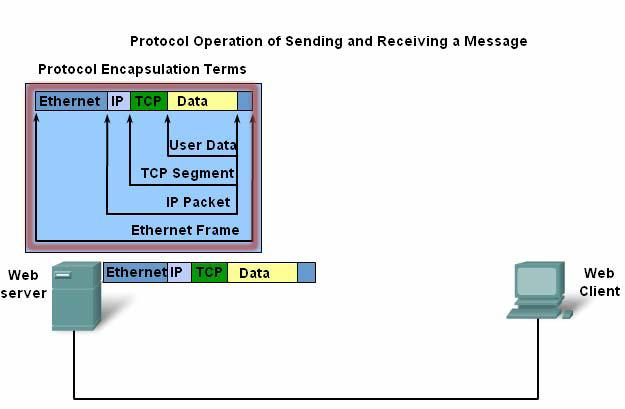 Protocol Operation of Sending and Receiving a Message
Protocol Encapsulation Terms
Ethernet IP TCP Data
User Data
TCP Segment
IP Packet
Ethernet Frame
Web
server
Ethernet IP TCP Data
Web
Client